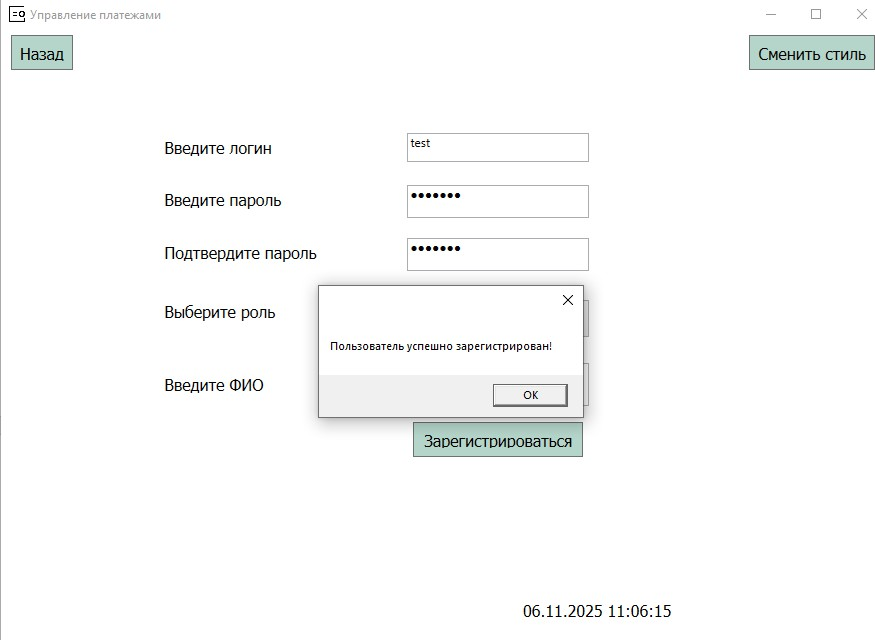 Управление платежами
Назад
Сменить стиль
Введите логин
test
Введите пароль
•••••••
Подтвердите пароль
•••••••
Выберите роль
Пользователь успешно зарегистрирован!
Введите ФИО
OK
Зарегистрироваться
06.11.2025 11:06:15